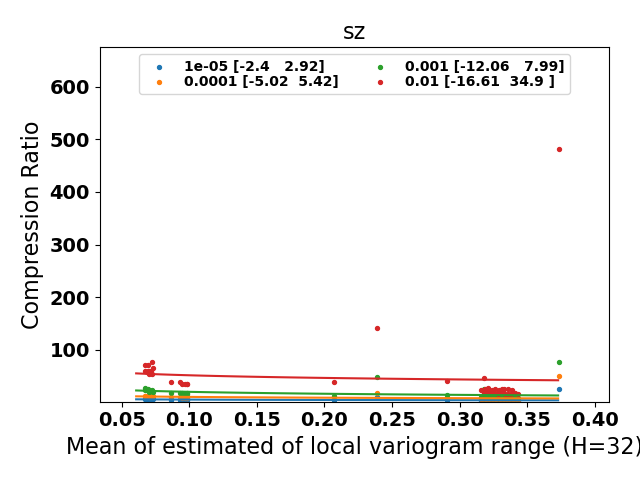 sz
1e-05 [-2.4   2.92]
0.0001 [-5.02  5.42]
0.001 [-12.06   7.99]
0.01 [-16.61  34.9 ]
Compression Ratio
600
500
400
300
200
100
0.05 0.10 0.15 0.20 0.25 0.30 0.35 0.40
Mean of estimated of local variogram range (H=32)